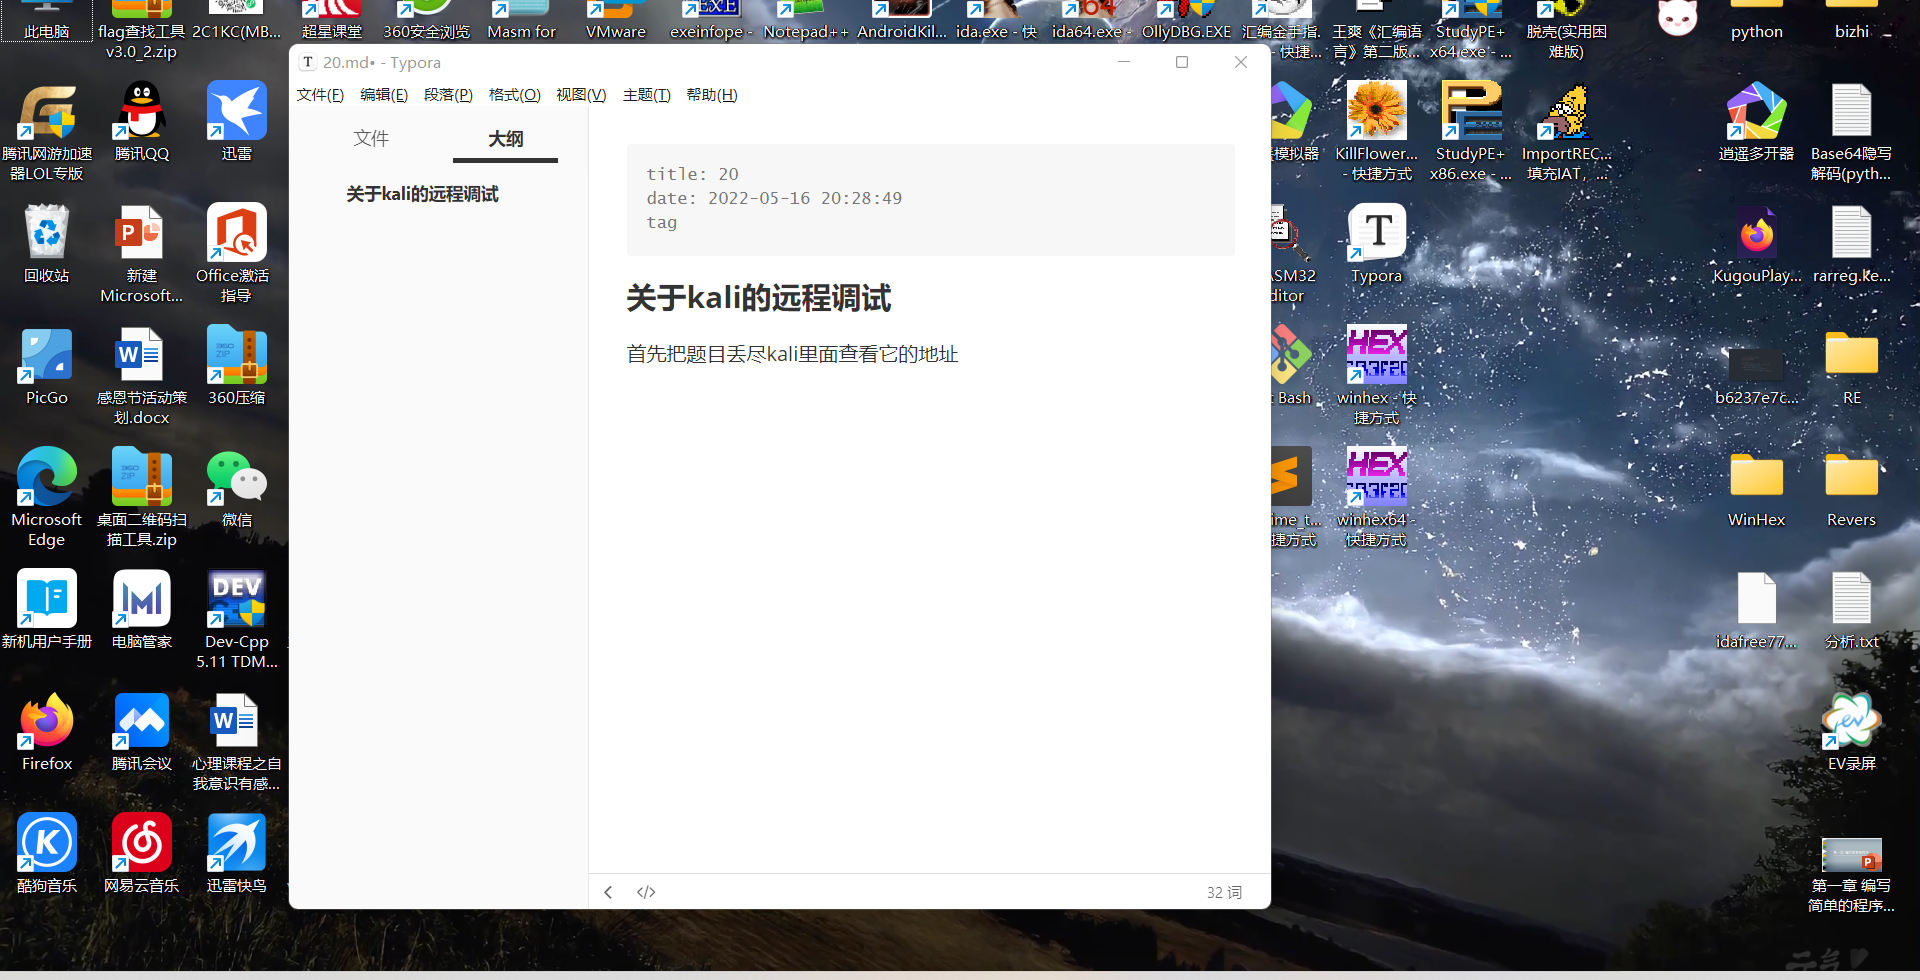 此电脑
flag查找工具
v3.0_2.zip
2C1KC(MB...
超星课堂
360安全浏览
Masm for
VMware
exeinfope -
Notepad++
AndroidKil...
ida.exe - 快
ida64.exe -
OllyDBG.EXE
汇编金手指.
- 快捷...
王爽《汇编语
言》第二版...
StudyPE+
x64.exe - ...
脱壳(实用困
难版)
python
bizhi
20.md• - Typora
文件(F) 编辑(E) 段落(P) 格式(O) 视图(V) 主题(T) 帮助(H)
文件
大纲
关于kali的远程调试
title: 20
date: 2022-05-16 20:28:49
tag
关于kali的远程调试
首先把题目丢尽kali里面查看它的地址
</>
32 词
腾讯网游加速
器LOL专版
腾讯QQ
迅雷
回收站
新建
Microsoft...
Office激活
指导
PicGo
感恩节活动策
划.docx
360压缩
Microsoft
Edge
桌面二维码扫
描工具.zip
微信
新机用户手册
电脑管家
DEV
Dev-Cpp
5.11 TDM...
Firefox
腾讯会议
心理课程之自
我意识有感...
酷狗音乐
网易云音乐
迅雷快鸟
模拟器
KillFlower...
- 快捷方式
StudyPE+
x86.exe - ...
ImportREC...
填充IAT，...
逍遥多开器
Base64隐写
解码(pyth...
ASM32
ditor
Typora
KugouPlay...
rarreg.ke...
t Bash
HEX
winhex - 快
捷方式
b6237e7c...
RE
ime_t...
捷方式
HEX
winhex64 -
快捷方式
WinHex
Revers
idafree77...
分析.txt
EV录屏
第一章 编写
简单的程序...